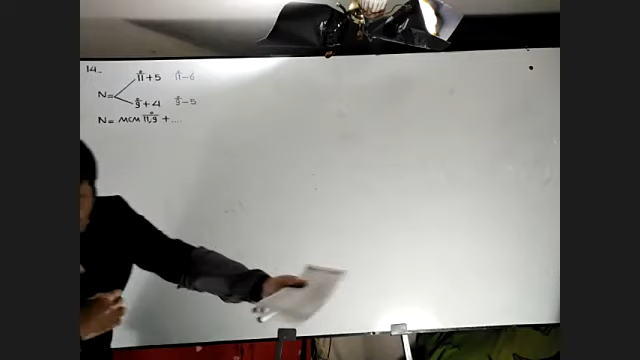 14.-
11° + 5 11° - 6
N =
9° + 4 9° - 5
N = MCM 11,9° + ....